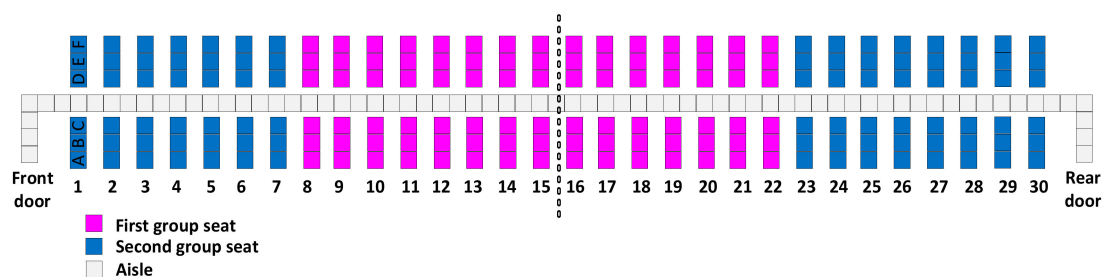 D E F
A B C
Front door
1 2 3 4 5 6 7 8 9 10 11 12 13 14 15 16 17 18 19 20 21 22 23 24 25 26 27 28 29 30
Rear door
First group seat
Second group seat
Aisle